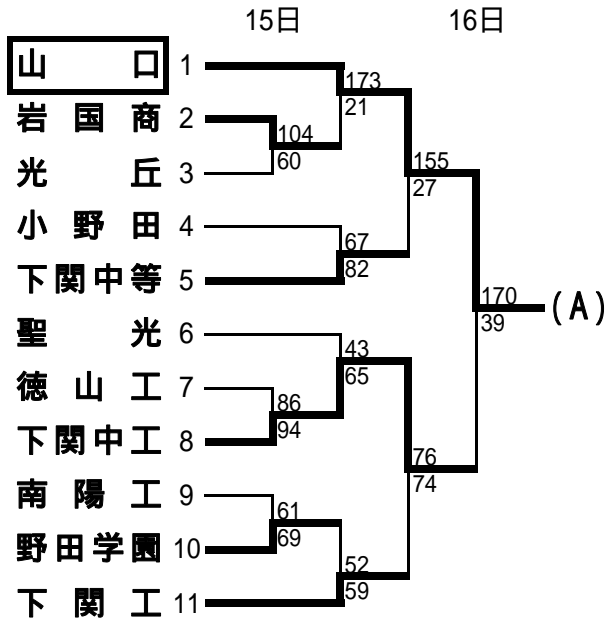 15日 16日
山口 1
173
岩国商 2
21
104
60
155
光丘 3
27
小野田 4
67
82
下関中等 5
170
(A)
39
聖光 6
43
65
徳山工 7
86
94
下関中工 8
76
74
南陽工 9
61
69
野田学園 10
52
59
下関工 11